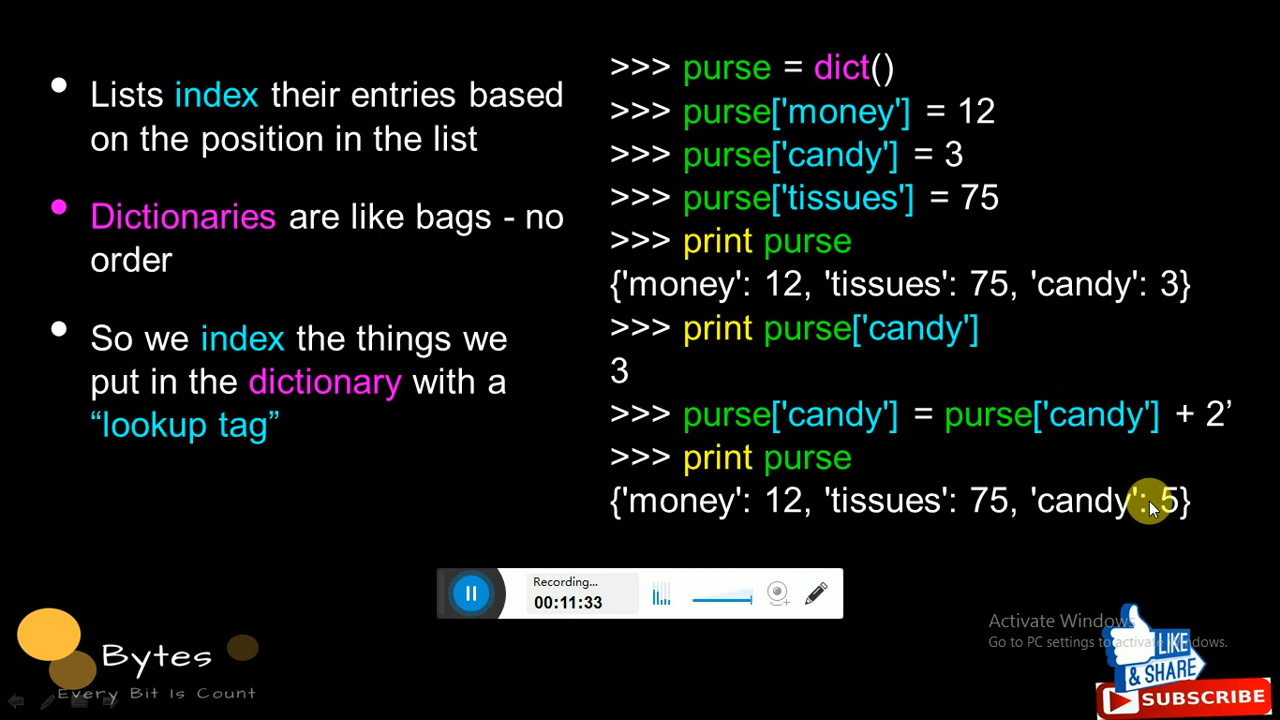 Lists index their entries based
on the position in the list
Dictionaries are like bags - no
order
So we index the things we
put in the dictionary with a
“lookup tag”
>>> purse = dict()
>>> purse['money'] = 12
>>> purse['candy'] = 3
>>> purse['tissues'] = 75
>>> print purse
{'money': 12, 'tissues': 75, 'candy': 3}
>>> print purse['candy']
3
>>> purse['candy'] = purse['candy'] + 2’
>>> print purse
{'money': 12, 'tissues': 75, 'candy': 5}
Recording...
00:11:33
Bytes
Every Bit Is Count
Activate Windows
Go to PC settings to activate Windows.
LIKE
& SHARE
SUBSCRIBE